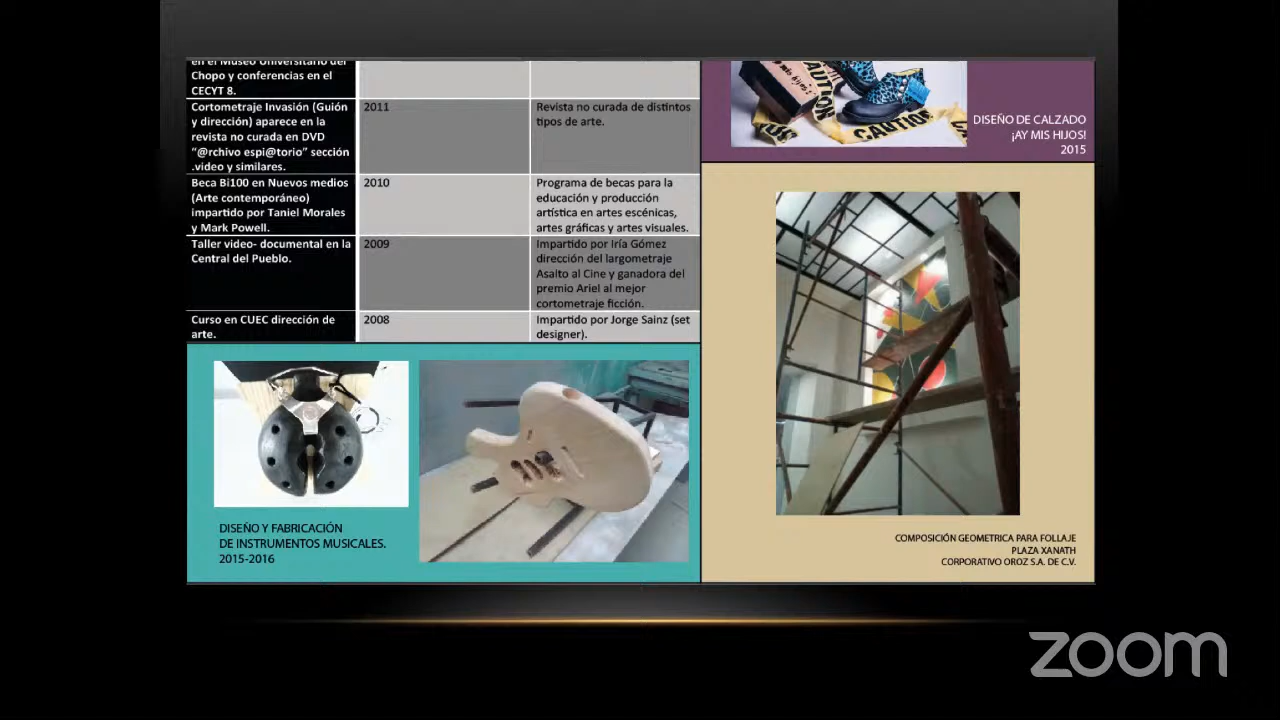 en el Museo Universitario del
Chopo y conferencias en el
CECYT 8.
Cortometraje Invasión (Guión
y dirección) aparece en la
revista no curada en DVD
“@rchivo espi@torio” sección
.video y similares.
2011
Revista no curada de distintos
tipos de arte.
Beca Bi100 en Nuevos medios
(Arte contemporáneo)
impartido por Taniel Morales
y Mark Powell.
2010
Programa de becas para la
educación y producción
artística en artes escénicas,
artes gráficas y artes visuales.
Taller video- documental en la
Central del Pueblo.
2009
Impartido por Iría Gómez
dirección del largometraje
Asalto al Cine y ganadora del
premio Ariel al mejor
cortometraje ficción.
Curso en CUEC dirección de
arte.
2008
Impartido por Jorge Sainz (set
designer).
CAUTION
CAUTION
DISEÑO DE CALZADO
¡AY MIS HIJOS!
2015
DISEÑO Y FABRICACIÓN
DE INSTRUMENTOS MUSICALES.
2015-2016
COMPOSICIÓN GEOMETRICA PARA FOLLAJE
PLAZA XANATH
CORPORATIVO OROZ S.A. DE C.V.
zoom